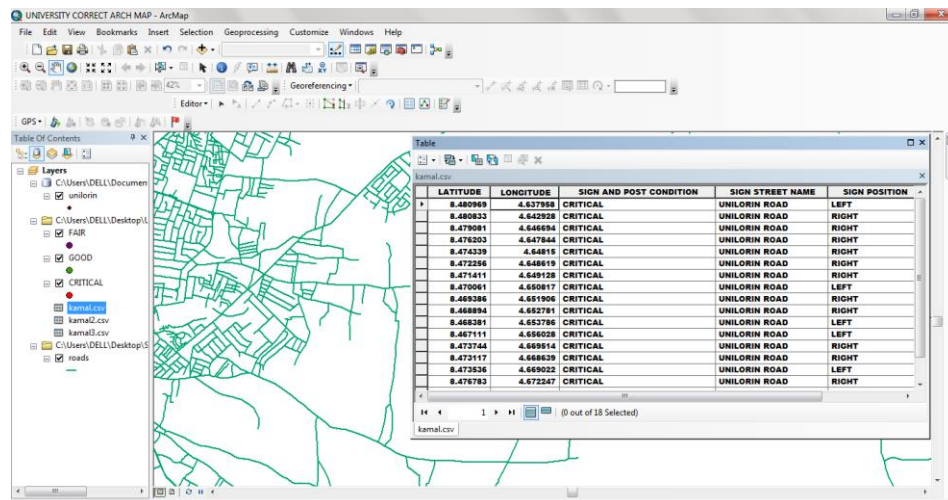 UNIVERSITY CORRECT ARCH MAP - ArcMap
File Edit View Bookmarks Insert Selection Geoprocessing Customize Windows Help
42% Georeferencing
Editor
GPS
Table Of Contents
Layers
C:\Users\DELL\Documen
unilorin
C:\Users\DELL\Desktop\L
FAIR
GOOD
CRITICAL
kamal.csv
kamal2.csv
kamal3.csv
C:\Users\DELL\Desktop\S
roads
Table
kamal.csv
LATITUDE LONGITUDE SIGN AND POST CONDITION SIGN STREET NAME SIGN POSITION
8.480969 4.637958 CRITICAL UNILORIN ROAD LEFT
8.480833 4.642928 CRITICAL UNILORIN ROAD RIGHT
8.479081 4.646694 CRITICAL UNILORIN ROAD RIGHT
8.476203 4.647844 CRITICAL UNILORIN ROAD RIGHT
8.474339 4.64815 CRITICAL UNILORIN ROAD RIGHT
8.472256 4.648619 CRITICAL UNILORIN ROAD RIGHT
8.471411 4.649128 CRITICAL UNILORIN ROAD RIGHT
8.470061 4.650817 CRITICAL UNILORIN ROAD LEFT
8.469386 4.651906 CRITICAL UNILORIN ROAD RIGHT
8.468894 4.652781 CRITICAL UNILORIN ROAD RIGHT
8.468381 4.653786 CRITICAL UNILORIN ROAD LEFT
8.467111 4.656028 CRITICAL UNILORIN ROAD LEFT
8.473744 4.669514 CRITICAL UNILORIN ROAD RIGHT
8.473117 4.668639 CRITICAL UNILORIN ROAD RIGHT
8.473536 4.669022 CRITICAL UNILORIN ROAD LEFT
8.476783 4.672247 CRITICAL UNILORIN ROAD RIGHT
1 (0 out of 18 Selected)
kamal.csv